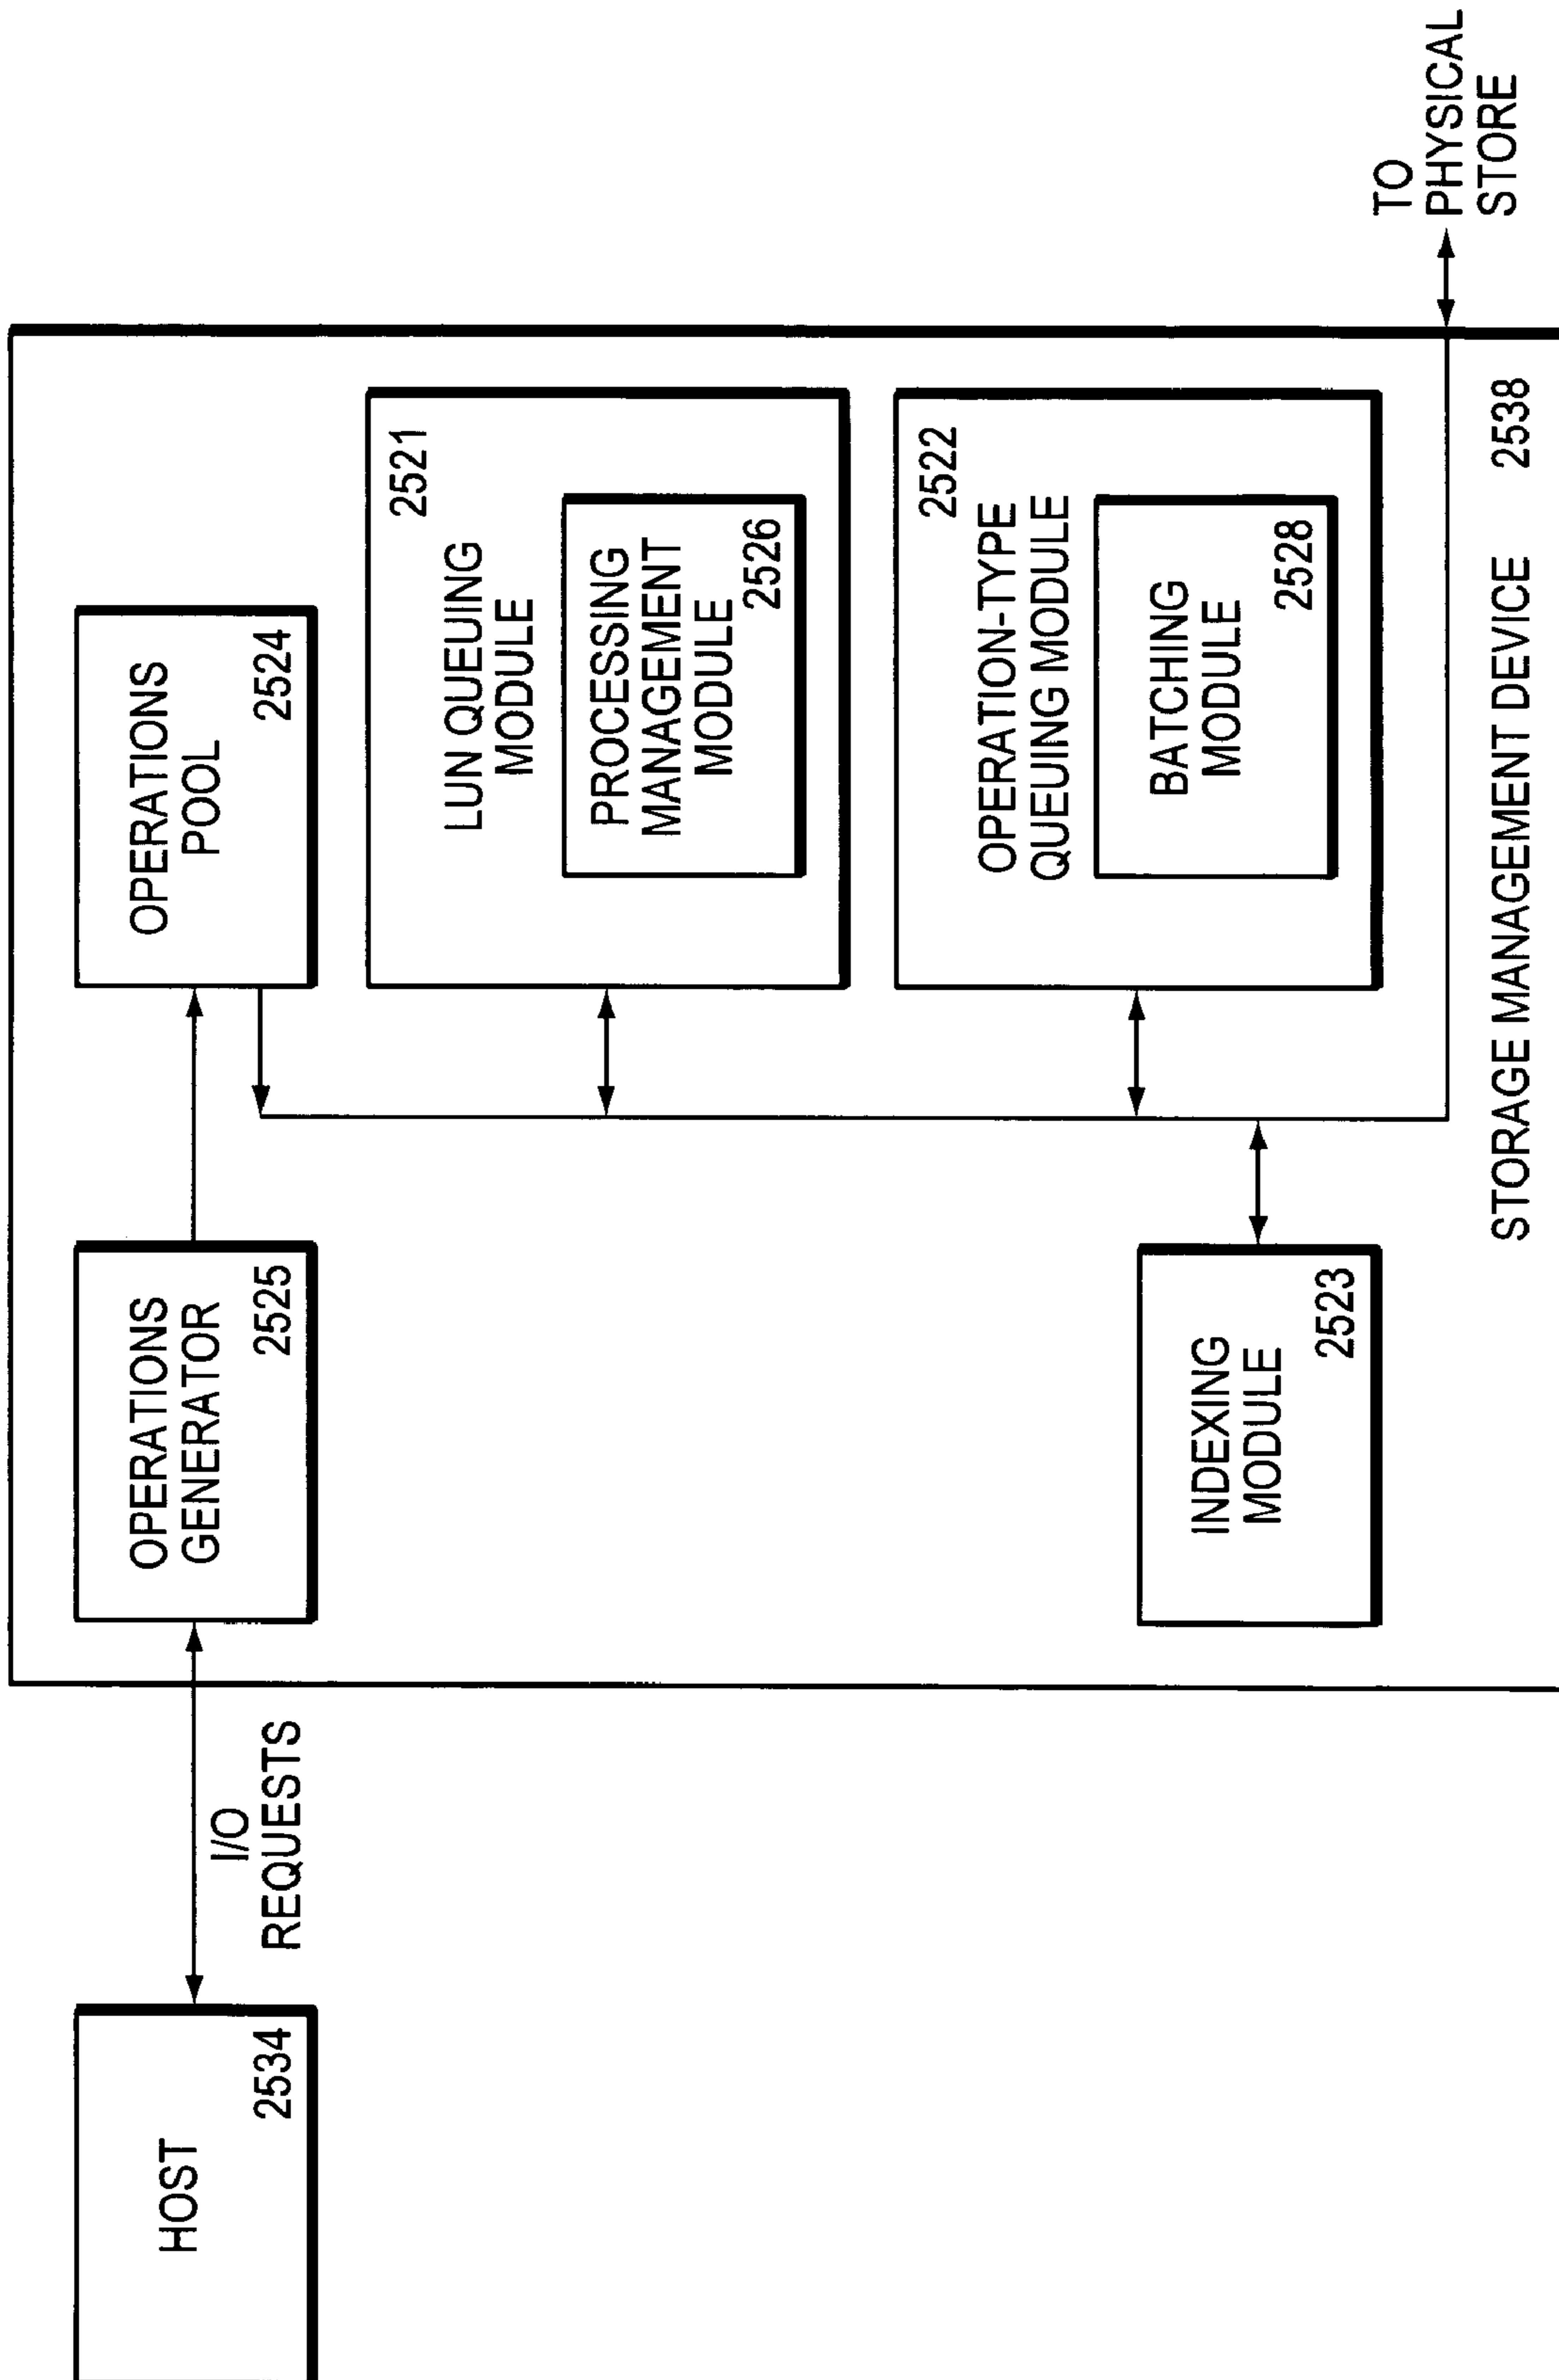 HOST
2534
I/O
REQUESTS
OPERATIONS
GENERATOR
2525
OPERATIONS
POOL
2524
LUN QUEUING
MODULE
2521
PROCESSING
MANAGEMENT
MODULE
2526
OPERATION-TYPE
QUEUING MODULE
2522
BATCHING
MODULE
2528
INDEXING
MODULE
2523
STORAGE MANAGEMENT DEVICE 2538
TO
PHYSICAL
STORE